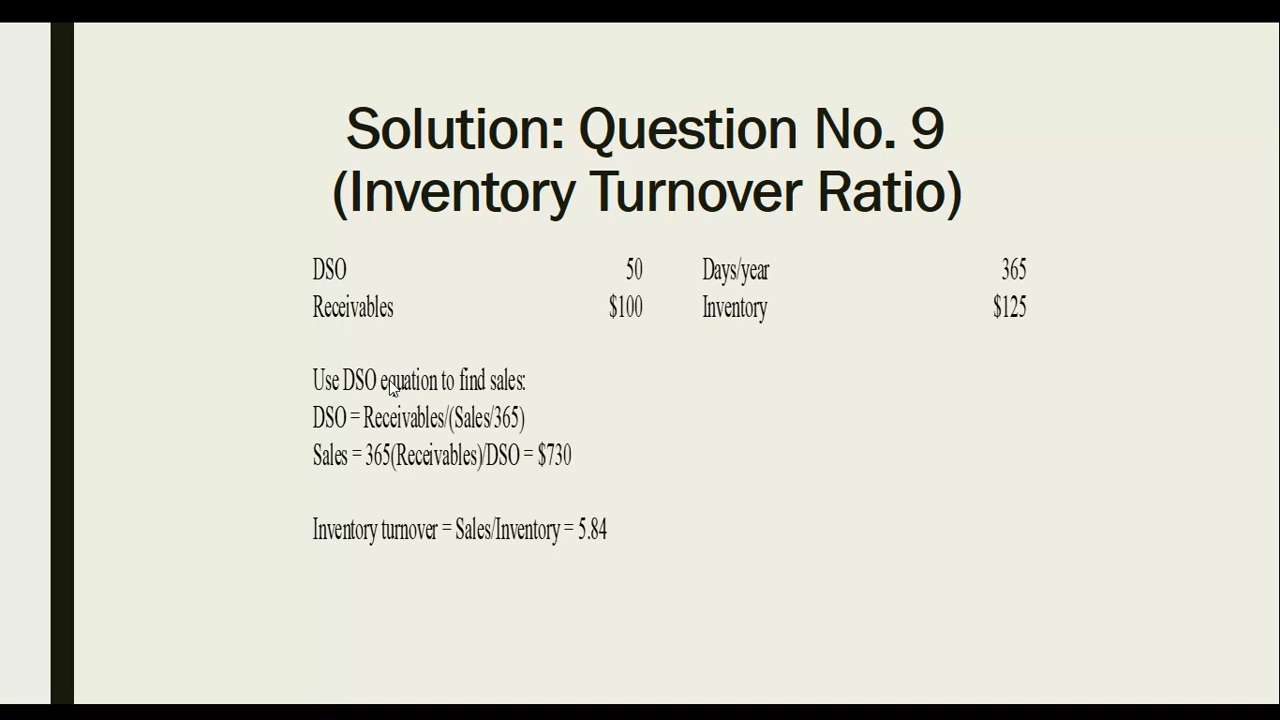 Solution: Question No. 9
(Inventory Turnover Ratio)
DSO 50 Days/year 365
Receivables $100 Inventory $125
Use DSO equation to find sales:
DSO = Receivables/(Sales/365)
Sales = 365(Receivables)/DSO = $730
Inventory turnover = Sales/Inventory = 5.84